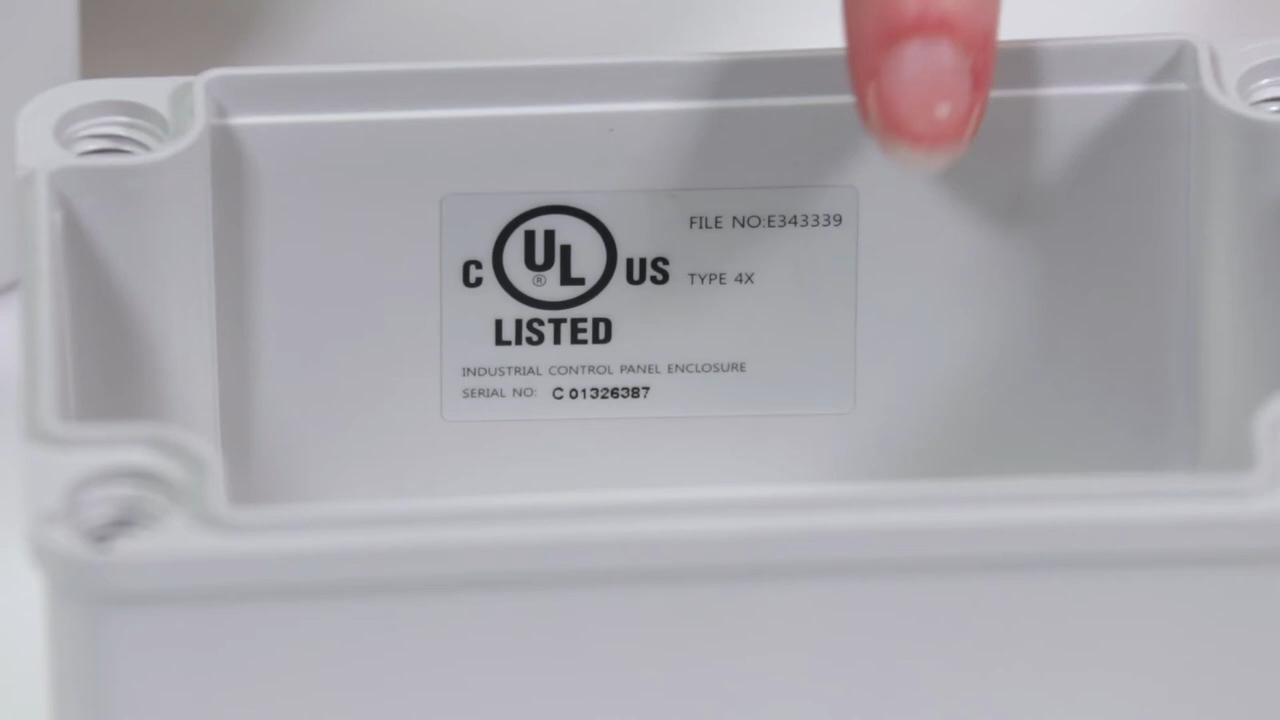 C UL ® US
LISTED
FILE NO:E343339
TYPE 4X
INDUSTRIAL CONTROL PANEL ENCLOSURE
SERIAL NO: C 01326387